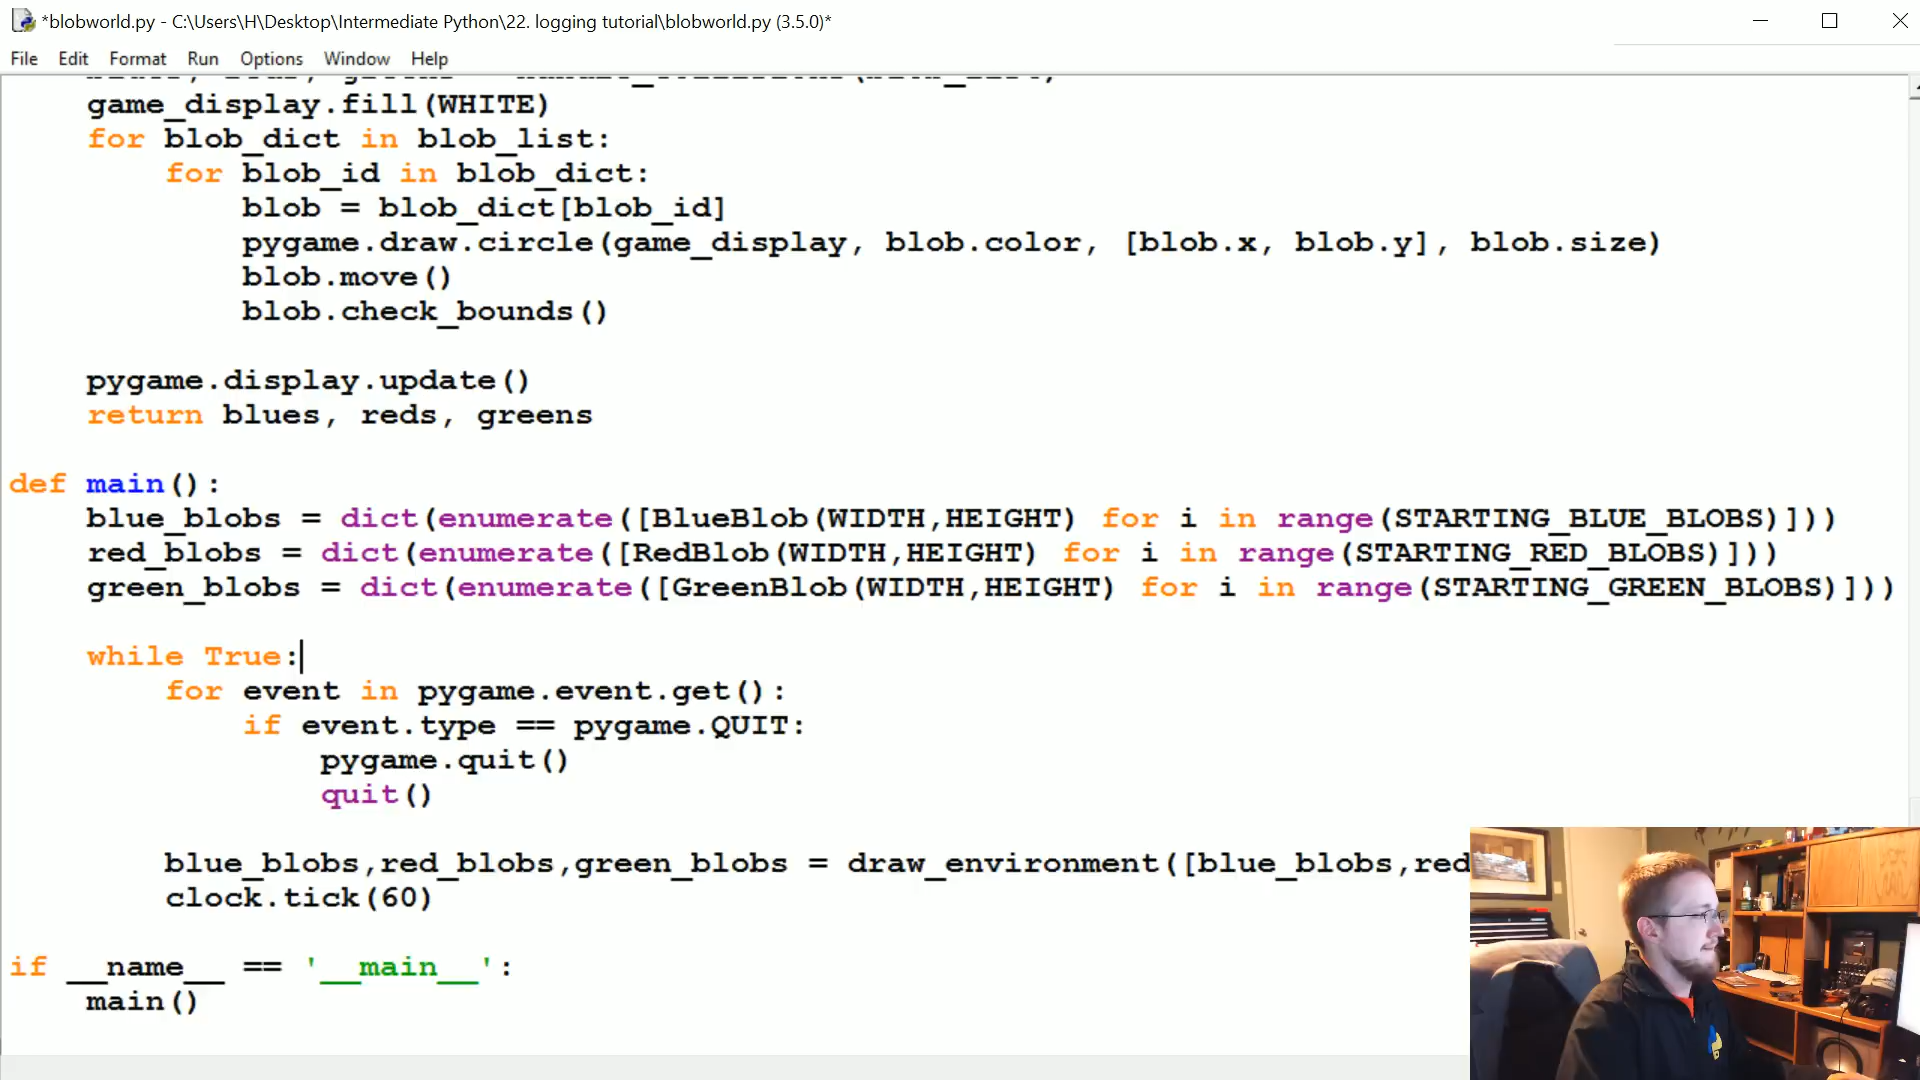 *blobworld.py - C:\Users\H\Desktop\Intermediate Python\22. logging tutorial\blobworld.py (3.5.0)*
File Edit Format Run Options Window Help
game_display.fill(WHITE)
for blob_dict in blob_list:
for blob_id in blob_dict:
blob = blob_dict[blob_id]
pygame.draw.circle(game_display, blob.color, [blob.x, blob.y], blob.size)
blob.move()
blob.check_bounds()
pygame.display.update()
return blues, reds, greens
def main():
blue_blobs = dict(enumerate([BlueBlob(WIDTH,HEIGHT) for i in range(STARTING_BLUE_BLOBS)]))
red_blobs = dict(enumerate([RedBlob(WIDTH,HEIGHT) for i in range(STARTING_RED_BLOBS)]))
green_blobs = dict(enumerate([GreenBlob(WIDTH,HEIGHT) for i in range(STARTING_GREEN_BLOBS)]))
while True:
for event in pygame.event.get():
if event.type == pygame.QUIT:
pygame.quit()
quit()
blue_blobs,red_blobs,green_blobs = draw_environment([blue_blobs,red
clock.tick(60)
if __name__ == '__main__':
main()